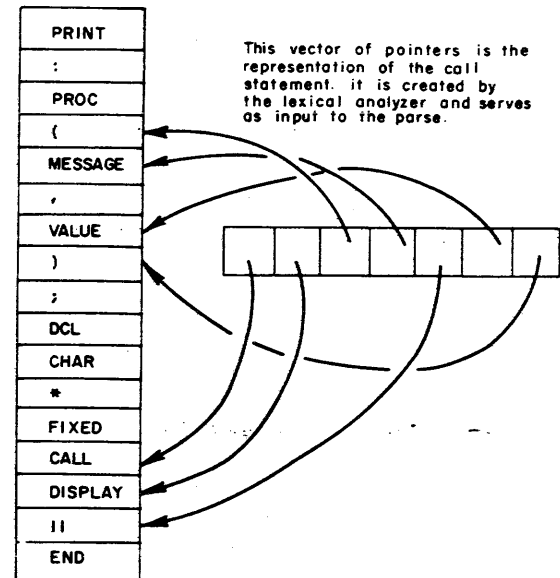 PRINT
:
PROC
(
MESSAGE
,
VALUE
)
;
DCL
CHAR
*
FIXED
CALL
DISPLAY
||
END
This vector of pointers is the
representation of the call
statement. it is created by
the lexical analyzer and serves
as input to the parse.